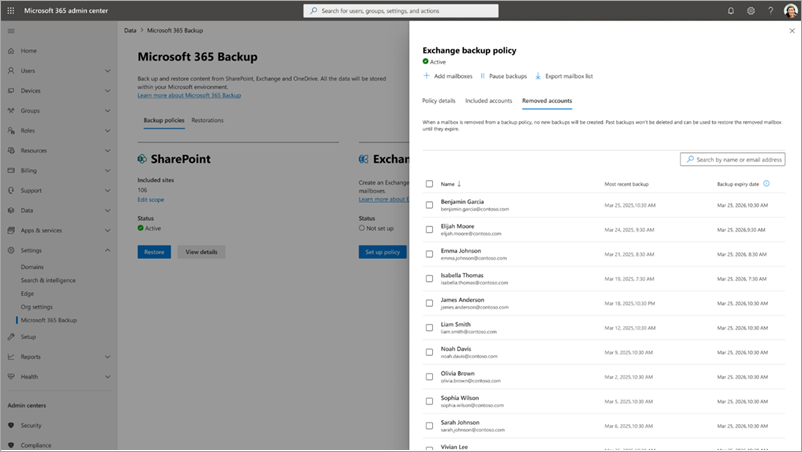 Microsoft 365 admin center
Search for users, groups, settings, and actions
Home
Users
Devices
Groups
Roles
Resources
Billing
Support
Data
Apps & services
Settings
Domains
Search & intelligence
Edge
Org settings
Microsoft 365 Backup
Setup
Reports
Health
Admin centers
Security
Compliance
Data > Microsoft 365 Backup
Microsoft 365 Backup
Back up and restore content from SharePoint, Exchange and OneDrive. All the data will be stored
within your Microsoft environment.
Learn more about Microsoft 365 Backup
Backup policies Restorations
SharePoint
Included sites
106
Edit scope
Status
Active
Restore View details
Exchan
Create an Exchange
mailboxes.
Learn more about E
Status
Not set up
Set up policy
Exchange backup policy
Active
Add mailboxes Pause backups Export mailbox list
Policy details Included accounts Removed accounts
When a mailbox is removed from a backup policy, no new backups will be created. Past backups won't be deleted and can be used to restore the removed mailbox
until they expire.
Search by name or email address
Name ↓ Most recent backup Backup expiry date
Benjamin Garcia
benjamin.garcia@contoso.com
Mar 25, 2025,10:30 AM Mar 25, 2026,10:30 AM
Elijah Moore
elijah.moore@contoso.com
Mar 24, 2025, 9:30 AM Mar 25, 2026,9:30 AM
Emma Johnson
emma.johnson@contoso.com
Mar 21, 2025, 8:30 AM Mar 25, 2026, 8:30 AM
Isabella Thomas
isabella.thomas@contoso.com
Mar 19, 2025, 7:30 AM Mar 25, 2026, 7:30 AM
James Anderson
james.anderson@contoso.com
Mar 18, 2025,10:30 PM Mar 25, 2026,10:30 AM
Liam Smith
liam.smith@contoso.com
Mar 12, 2025,10:30 AM Mar 25, 2026,10:30 AM
Noah Davis
noah.davis@contoso.com
Mar 9, 2025,10:30 AM Mar 25, 2026,10:30 AM
Olivia Brown
olivia.brown@contoso.com
Mar 7, 2025,10:30 AM Mar 25, 2026,10:30 AM
Sophia Wilson
sophia.wilson@contoso.com
Mar 5, 2025,10:30 AM Mar 25, 2026,10:30 AM
Sarah Johnson
sarah.johnson@contoso.com
Mar 6, 2025,10:30 AM Mar 25, 2026,10:30 AM
Vivian Lee